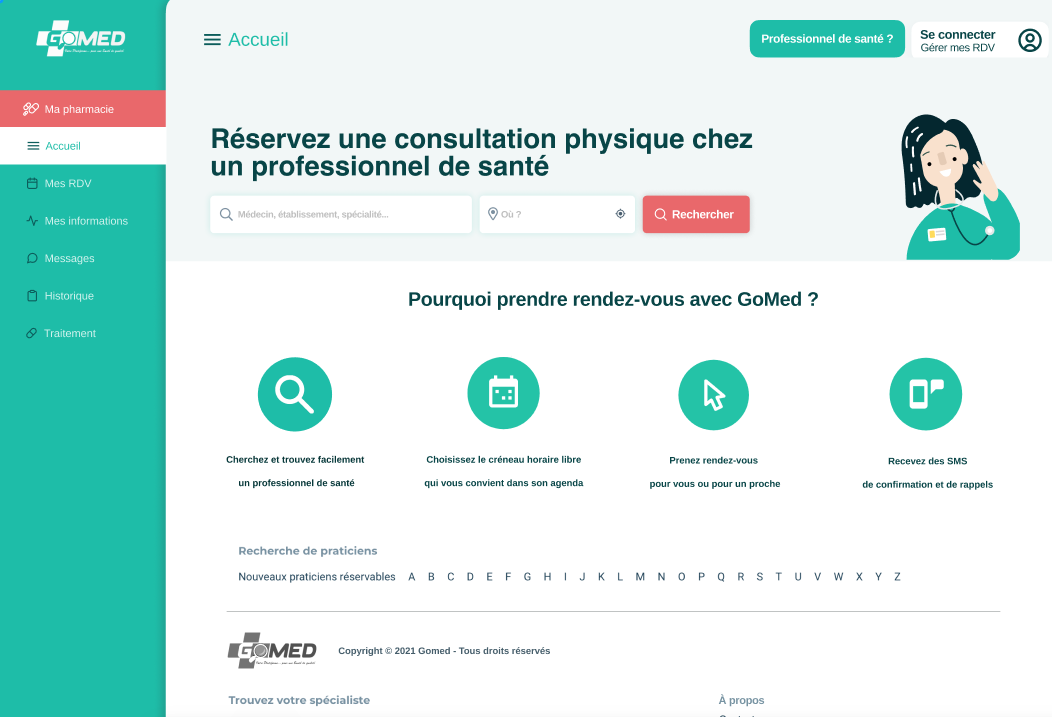 GOMED
Accueil
Professionnel de santé ?
Se connecter
Gérer mes RDV
Ma pharmacie
Accueil
Mes RDV
Mes informations
Messages
Historique
Traitement
Réservez une consultation physique chez
un professionnel de santé
Médecin, établissement, spécialité...
Où ?
Rechercher
Pourquoi prendre rendez-vous avec GoMed ?
Cherchez et trouvez facilement
un professionnel de santé
Choisissez le créneau horaire libre
qui vous convient dans son agenda
Prenez rendez-vous
pour vous ou pour un proche
Recevez des SMS
de confirmation et de rappels
Recherche de praticiens
Nouveaux praticiens réservables A B C D E F G H I J K L M N O P Q R S T U V W X Y Z
GOMED
Copyright © 2021 Gomed - Tous droits réservés
Trouvez votre spécialiste
À propos